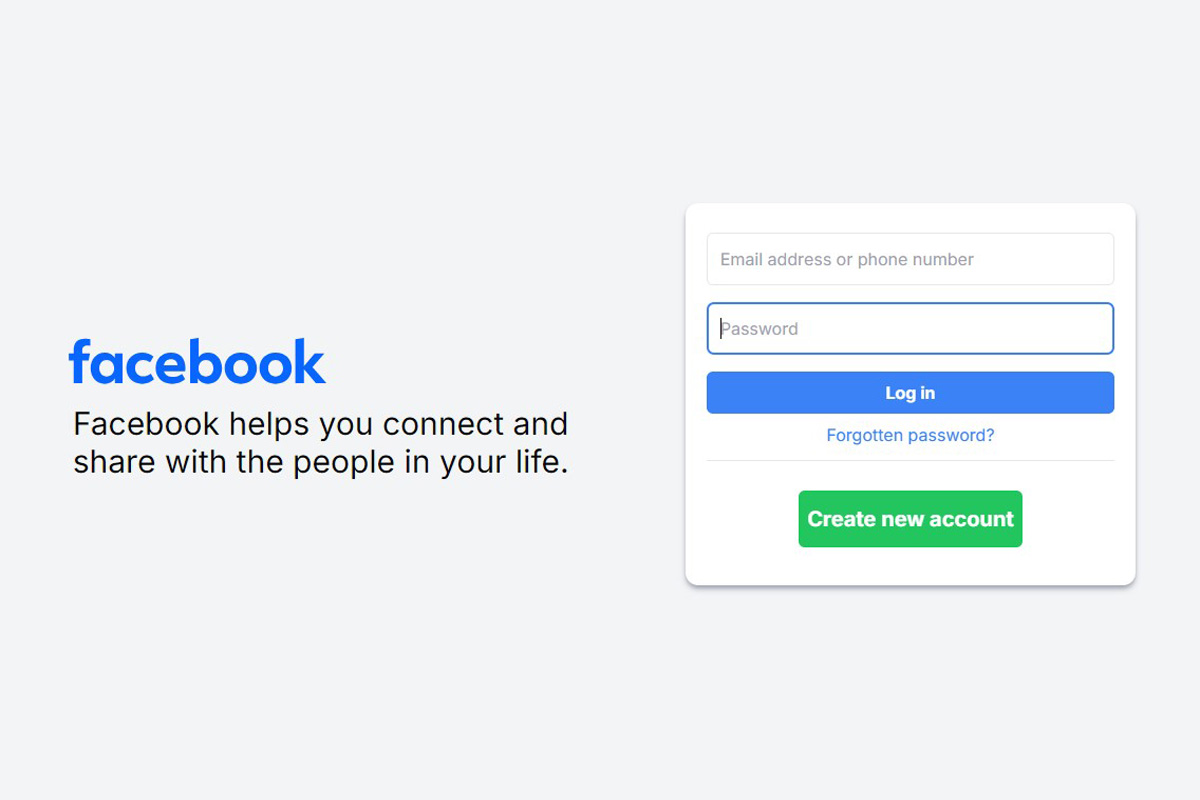 facebook
Facebook helps you connect and
share with the people in your life.
Email address or phone number
Password
Log in
Forgotten password?
Create new account